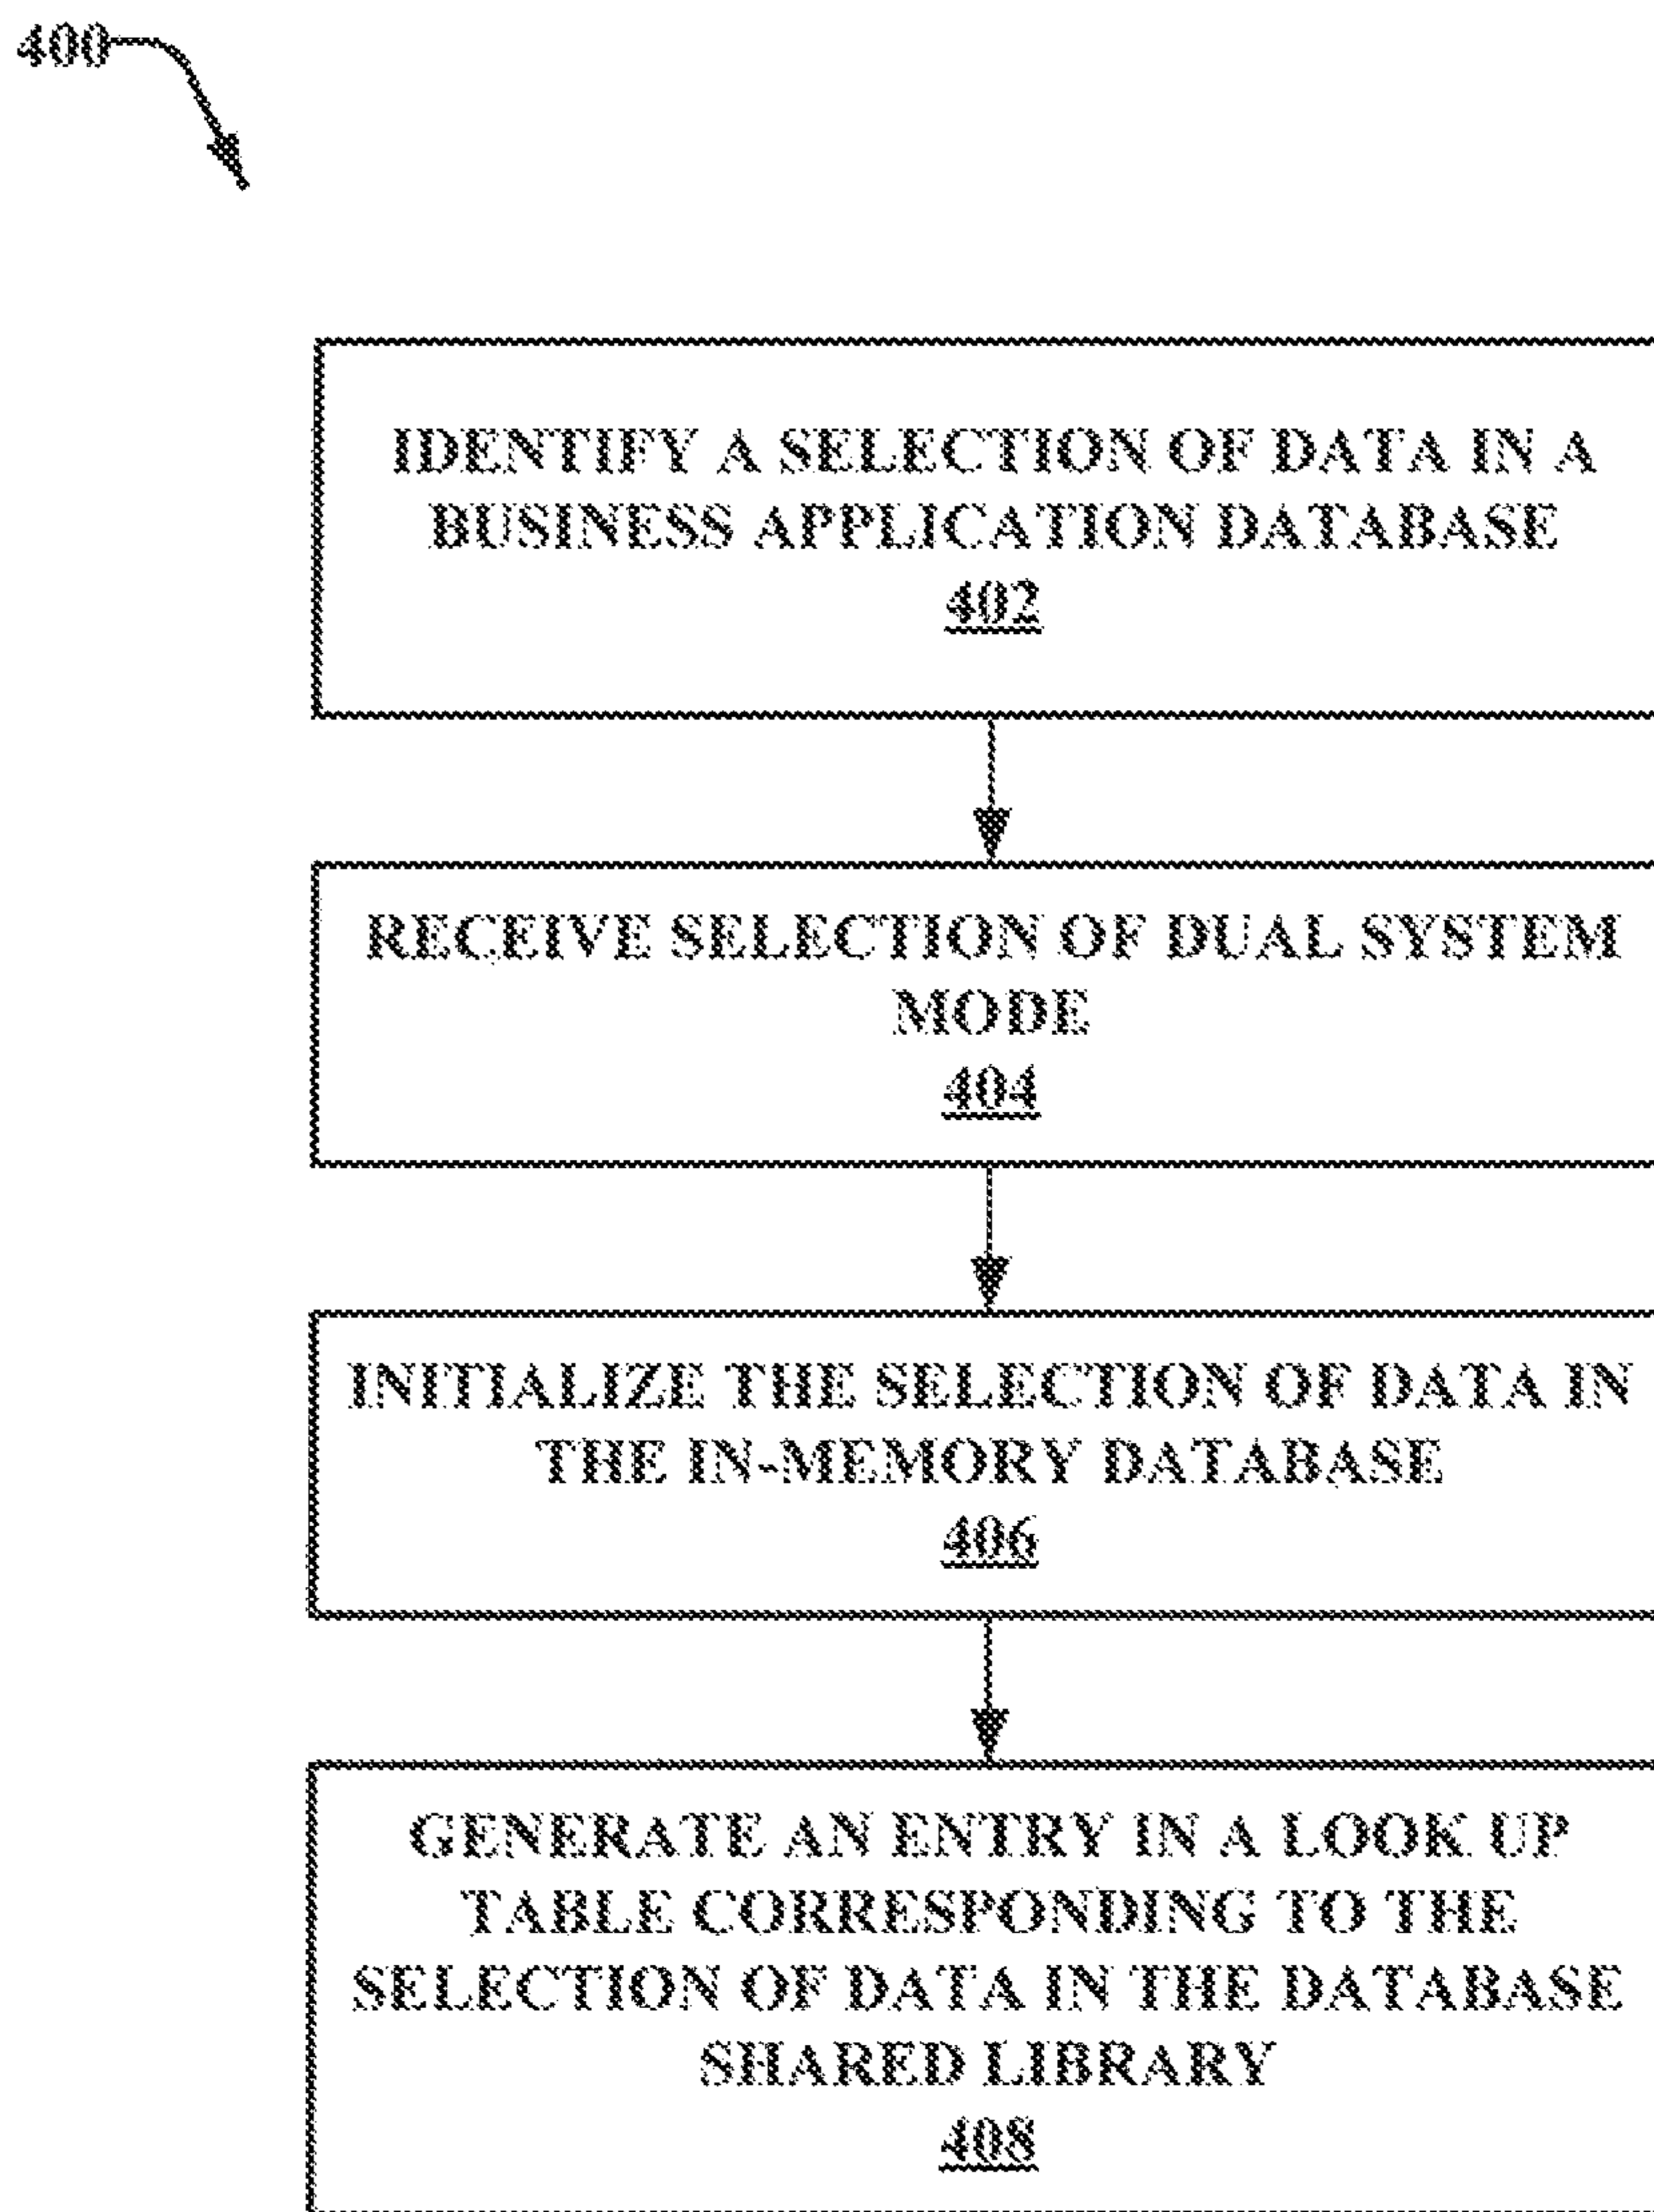 400
IDENTIFY A SELECTION OF DATA IN A
BUSINESS APPLICATION DATABASE
402
RECEIVE SELECTION OF DUAL SYSTEM
MODE
404
INITIALIZE THE SELECTION OF DATA IN
THE IN-MEMORY DATABASE
406
GENERATE AN ENTRY IN A LOOK UP
TABLE CORRESPONDING TO THE
SELECTION OF DATA IN THE DATABASE
SHARED LIBRARY
408